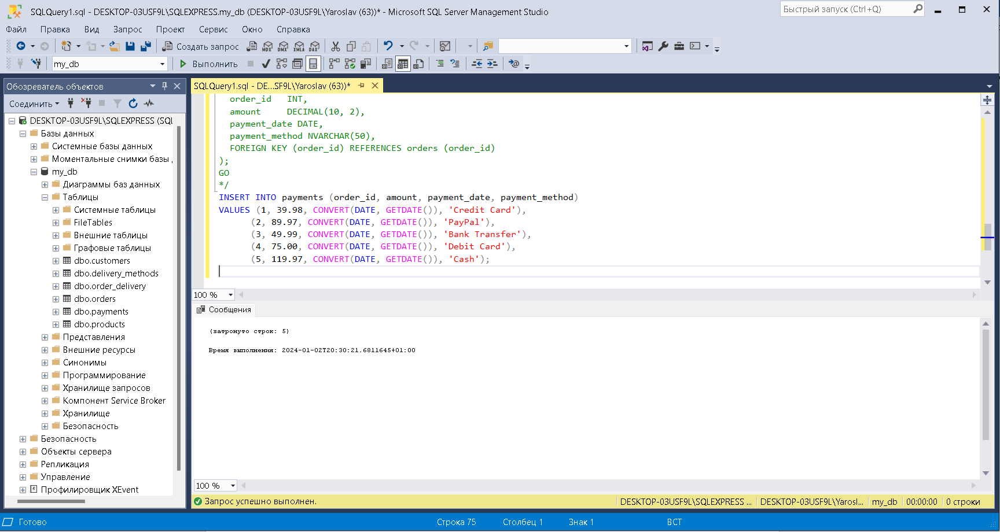 SQLQuery1.sql - DESKTOP-03USF9L\SQLEXPRESS.my_db (DESKTOP-03USF9L\Yaroslav (63))* - Microsoft SQL Server Management Studio
Быстрый запуск (Ctrl+Q)
Файл Правка Вид Запрос Проект Сервис Окно Справка
Создать запрос MDX DMX XMLA DAX
my_db Выполнить
Обозреватель объектов
Соединить
DESKTOP-03USF9L\SQLEXPRESS (SQL
Базы данных
Системные базы данных
Моментальные снимки базы
my_db
Диаграммы баз данных
Таблицы
Системные таблицы
FileTables
Внешние таблицы
Графовые таблицы
dbo.customers
dbo.delivery_methods
dbo.order_delivery
dbo.orders
dbo.payments
dbo.products
Представления
Внешние ресурсы
Синонимы
Программирование
Хранилище запросов
Компонент Service Broker
Хранилище
Безопасность
Безопасность
Объекты сервера
Репликация
Управление
Профилировщик XEvent
SQLQuery1.sql - DE...SF9L\Yaroslav (63))*
order_id   INT,
amount     DECIMAL(10, 2),
payment_date DATE,
payment_method NVARCHAR(50),
FOREIGN KEY (order_id) REFERENCES orders (order_id)
);
GO
*/
INSERT INTO payments (order_id, amount, payment_date, payment_method)
VALUES (1, 39.98, CONVERT(DATE, GETDATE()), 'Credit Card'),
(2, 89.97, CONVERT(DATE, GETDATE()), 'PayPal'),
(3, 49.99, CONVERT(DATE, GETDATE()), 'Bank Transfer'),
(4, 75.00, CONVERT(DATE, GETDATE()), 'Debit Card'),
(5, 119.97, CONVERT(DATE, GETDATE()), 'Cash');
100 %
Сообщения
(затронуто строк: 5)
Время выполнения: 2024-01-02T20:30:21.6811645+01:00
100 %
Запрос успешно выполнен.
DESKTOP-03USF9L\SQLEXPRESS ... DESKTOP-03USF9L\Yarosl... my_db 00:00:00 0 строки
Готово Строка 75 Столбец 1 Знак 1 ВСТ